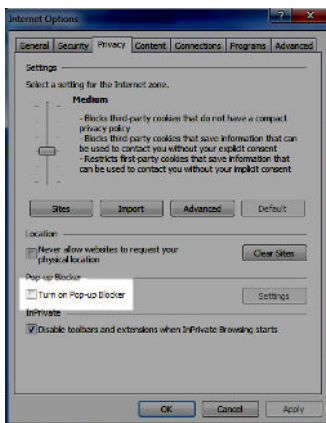 Internet Options
General Security Privacy Content Connections Programs Advanced
Settings
Select a setting for the Internet zone.
Medium
- Blocks third-party cookies that do not have a compact
privacy policy
- Blocks third-party cookies that save information that can
be used to contact you without your explicit consent
- Restricts first-party cookies that save information that
can be used to contact you without your implicit consent
Sites Import Advanced Default
Location
Never allow websites to request your
physical location
Clear Sites
Pop-up Blocker
Turn on Pop-up Blocker
Settings
InPrivate
Disable toolbars and extensions when InPrivate Browsing starts
OK Cancel Apply